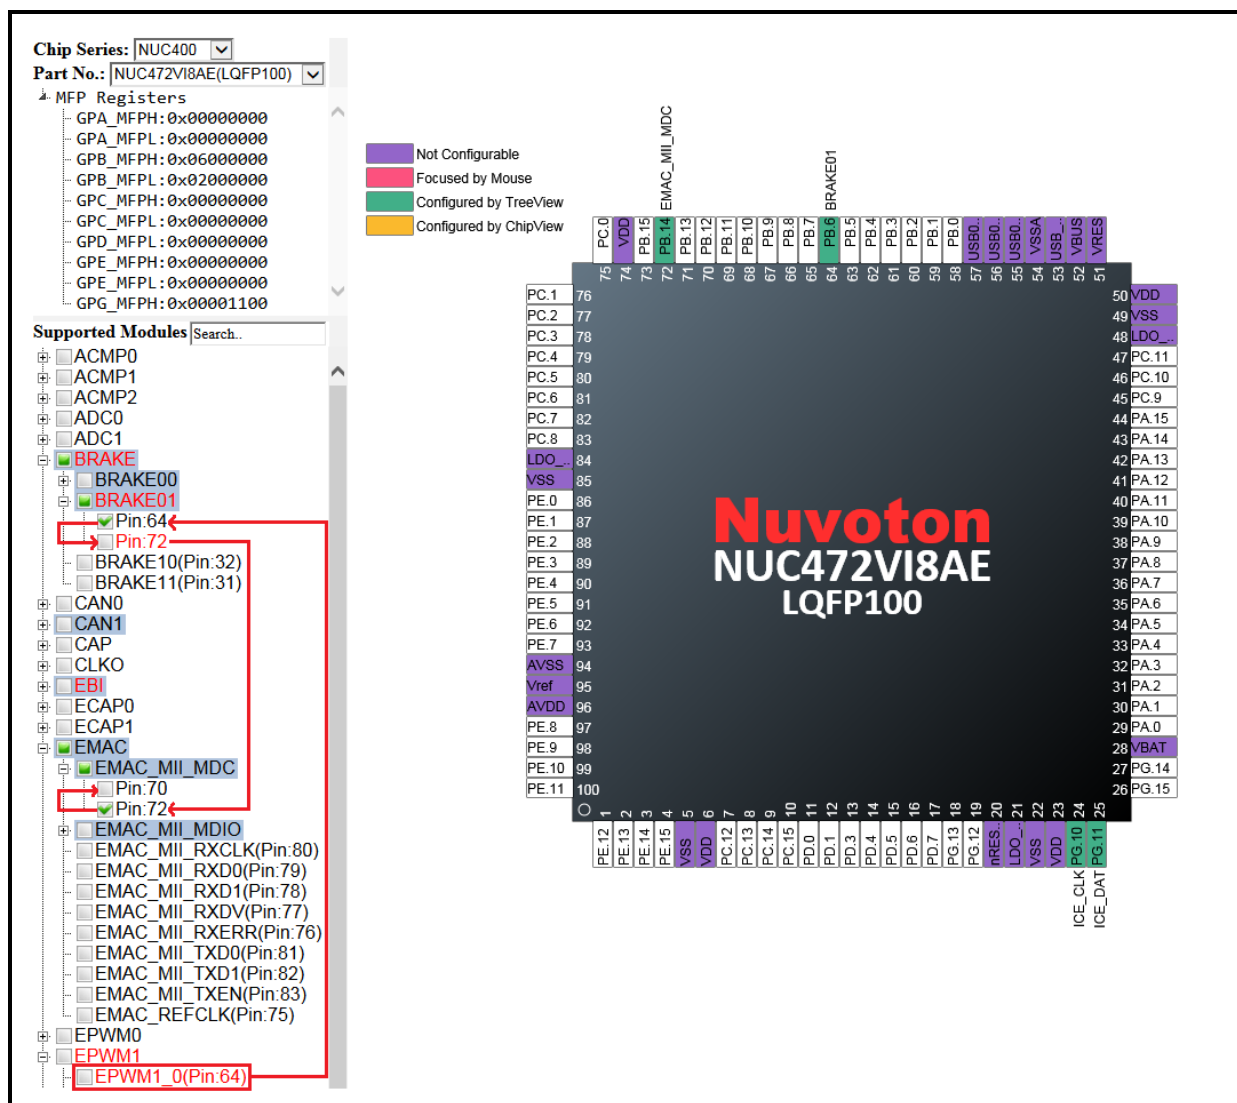 Chip Series: NUC400
Part No.: NUC472VI8AE(LQFP100)
MFP Registers
GPA_MFPH:0x00000000
GPA_MFPL:0x00000000
GPB_MFPH:0x06000000
GPB_MFPL:0x02000000
GPC_MFPH:0x00000000
GPC_MFPL:0x00000000
GPD_MFPL:0x00000000
GPE_MFPH:0x00000000
GPE_MFPL:0x00000000
GPG_MFPH:0x00001100
Supported Modules Search..
ACMP0
ACMP1
ACMP2
ADC0
ADC1
BRAKE
BRAKE00
BRAKE01
Pin:64
Pin:72
BRAKE10(Pin:32)
BRAKE11(Pin:31)
CAN0
CAN1
CAP
CLKO
EBI
ECAP0
ECAP1
EMAC
EMAC_MII_MDC
Pin:70
Pin:72
EMAC_MII_MDIO
EMAC_MII_RXCLK(Pin:80)
EMAC_MII_RXD0(Pin:79)
EMAC_MII_RXD1(Pin:78)
EMAC_MII_RXDV(Pin:77)
EMAC_MII_RXERR(Pin:76)
EMAC_MII_TXD0(Pin:81)
EMAC_MII_TXD1(Pin:82)
EMAC_MII_TXEN(Pin:83)
EMAC_REFCLK(Pin:75)
EPWM0
EPWM1
EPWM1_0(Pin:64)
Not Configurable
Focused by Mouse
Configured by TreeView
Configured by ChipView
EMAC_MII_MDC
BRAKE01
PC.0 75
VDD 74
PB.15 73
PB.14 72
PB.13 71
PB.12 70
PB.11 69
PB.10 68
PB.9 67
PB.8 66
PB.7 65
PB.6 64
PB.5 63
PB.4 62
PB.3 61
PB.2 60
PB.1 59
PB.0 58
USB0.. 57
USB0.. 56
USB0.. 55
VSSA 54
USB_.. 53
VBUS 52
VRES 51
PC.1 76
PC.2 77
PC.3 78
PC.4 79
PC.5 80
PC.6 81
PC.7 82
PC.8 83
LDO_.. 84
VSS 85
PE.0 86
PE.1 87
PE.2 88
PE.3 89
PE.4 90
PE.5 91
PE.6 92
PE.7 93
AVSS 94
Vref 95
AVDD 96
PE.8 97
PE.9 98
PE.10 99
PE.11 100
Nuvoton
NUC472VI8AE
LQFP100
50 VDD
49 VSS
48 LDO_..
47 PC.11
46 PC.10
45 PC.9
44 PA.15
43 PA.14
42 PA.13
41 PA.12
40 PA.11
39 PA.10
38 PA.9
37 PA.8
36 PA.7
35 PA.6
34 PA.5
33 PA.4
32 PA.3
31 PA.2
30 PA.1
29 PA.0
28 VBAT
27 PG.14
26 PG.15
PE.12 1
PE.13 2
PE.14 3
PE.15 4
VSS 5
VDD 6
PC.12 7
PC.13 8
PC.14 9
PC.15 10
PD.0 11
PD.1 12
PD.3 13
PD.4 14
PD.5 15
PD.6 16
PD.7 17
PG.13 18
PG.12 19
nRES.. 20
LDO_.. 21
VSS 22
VDD 23
PG.10 24
PG.11 25
ICE_CLK
ICE_DAT